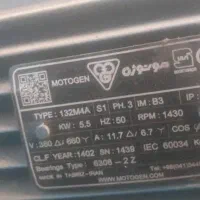 MOTOGEN موتوژن
TYPE: 132M4A S1 PH.3 IM:B3 IP:
KW: 5.5 HZ:50 RPM: 1430
V.380 Δ/ 660 Y A: 11.7 Δ/ 6.7 Y COS
CL.F YEAR:1402 SN:1439 IEC 60034
Bearings Type: 6308-2Z
MADE IN TABRIZ-IRAN WWW.MOTOGEN.COM